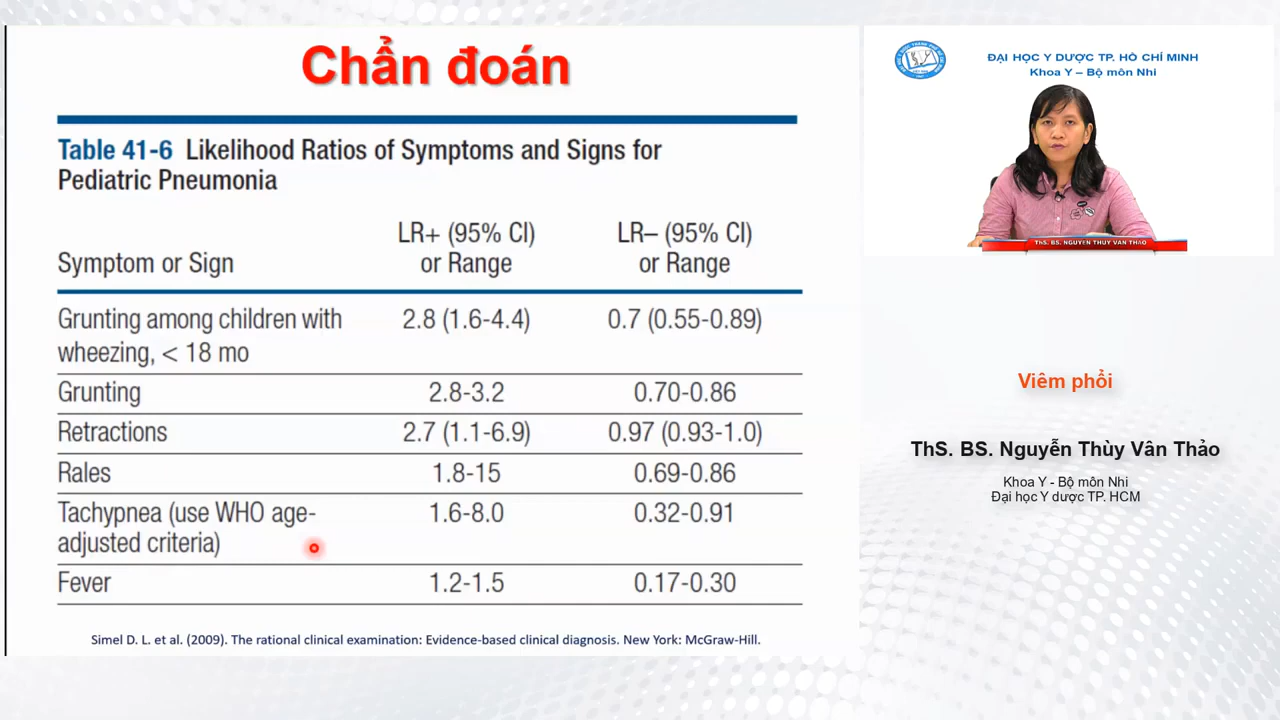 Chẩn đoán
Table 41-6 Likelihood Ratios of Symptoms and Signs for
Pediatric Pneumonia
Symptom or Sign
LR+ (95% CI)
or Range
LR– (95% CI)
or Range
Grunting among children with
wheezing, < 18 mo
2.8 (1.6-4.4)
0.7 (0.55-0.89)
Grunting
2.8-3.2
0.70-0.86
Retractions
2.7 (1.1-6.9)
0.97 (0.93-1.0)
Rales
1.8-15
0.69-0.86
Tachypnea (use WHO age-
adjusted criteria)
1.6-8.0
0.32-0.91
Fever
1.2-1.5
0.17-0.30
Simel D. L. et al. (2009). The rational clinical examination: Evidence-based clinical diagnosis. New York: McGraw-Hill.
ĐẠI HỌC Y DƯỢC TP. HỒ CHÍ MINH
Khoa Y – Bộ môn Nhi
ThS. BS. NGUYỄN THÙY VÂN THẢO
Viêm phổi
ThS. BS. Nguyễn Thùy Vân Thảo
Khoa Y - Bộ môn Nhi
Đại học Y dược TP. HCM